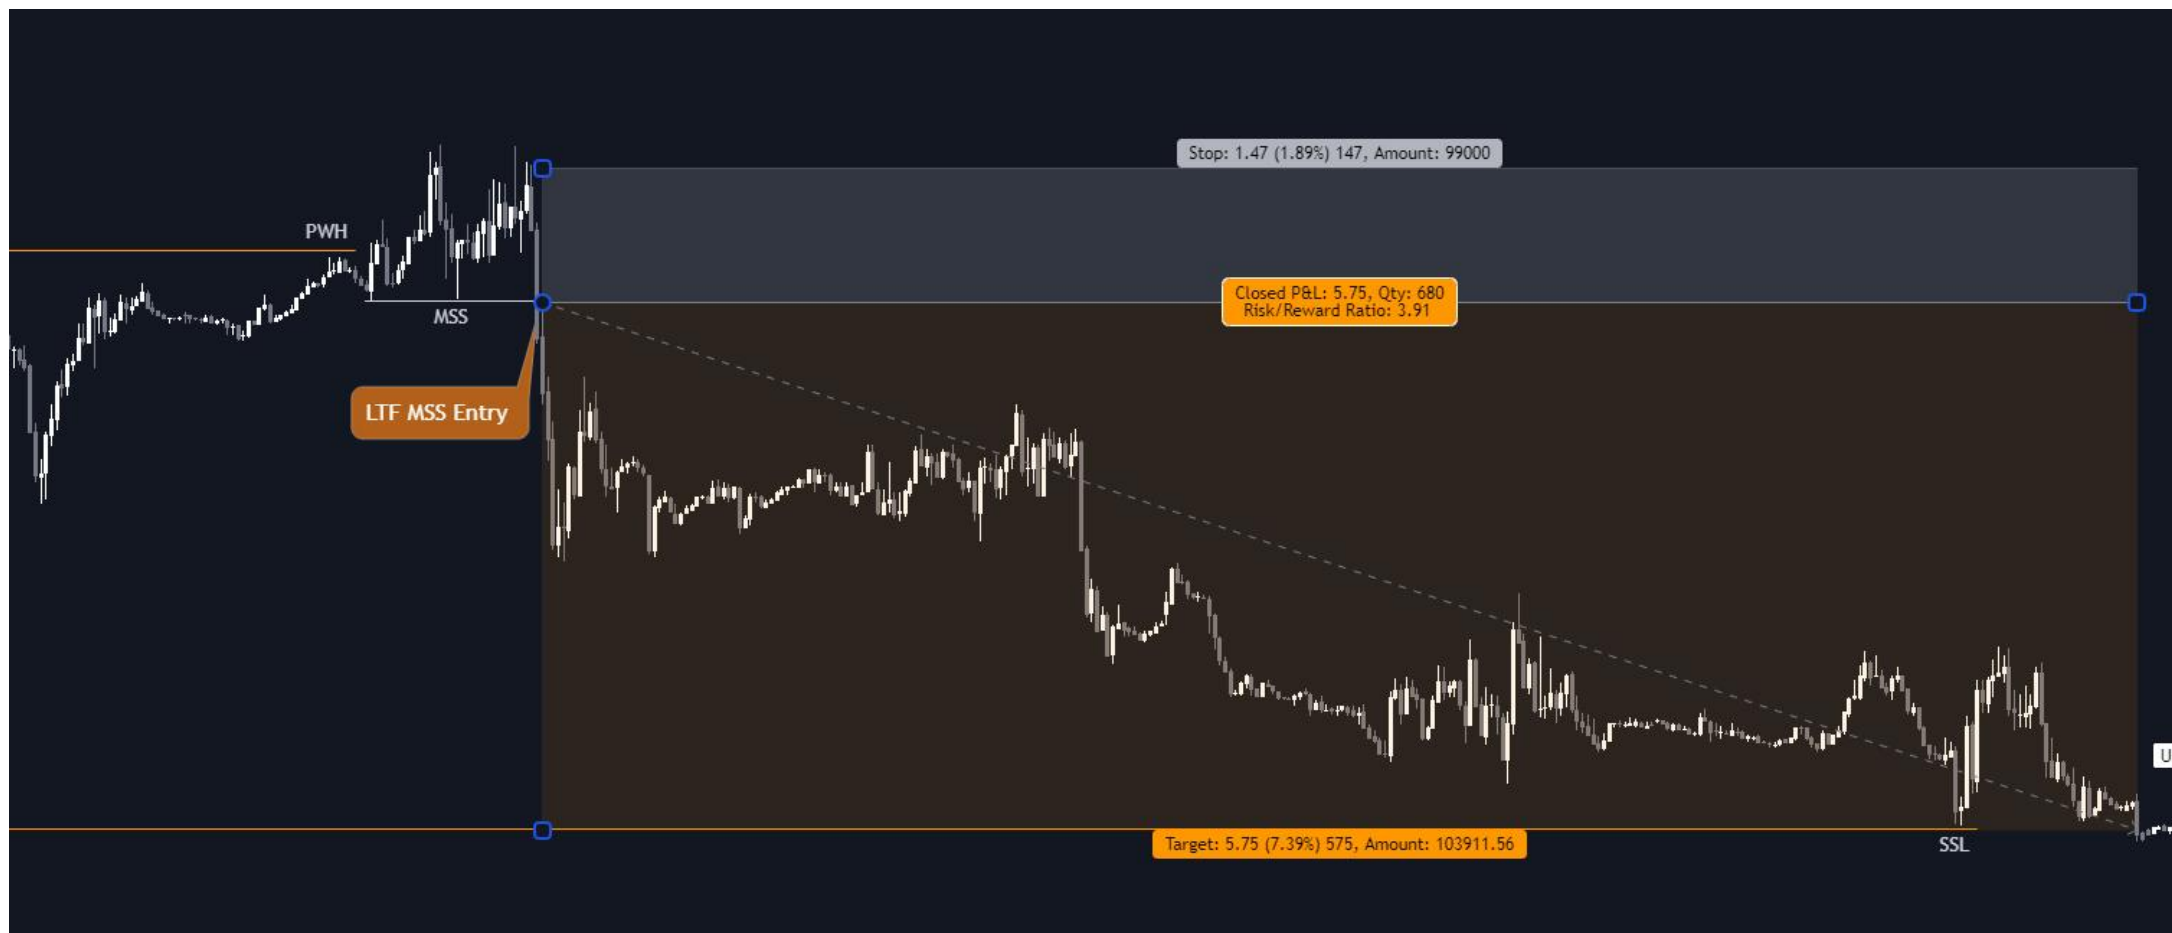 Stop: 1.47 (1.89%) 147, Amount: 99000
PWH
Closed P&L: 5.75, Qty: 680
Risk/Reward Ratio: 3.91
MSS
LTF MSS Entry
U
Target: 5.75 (7.39%) 575, Amount: 103911.56
SSL